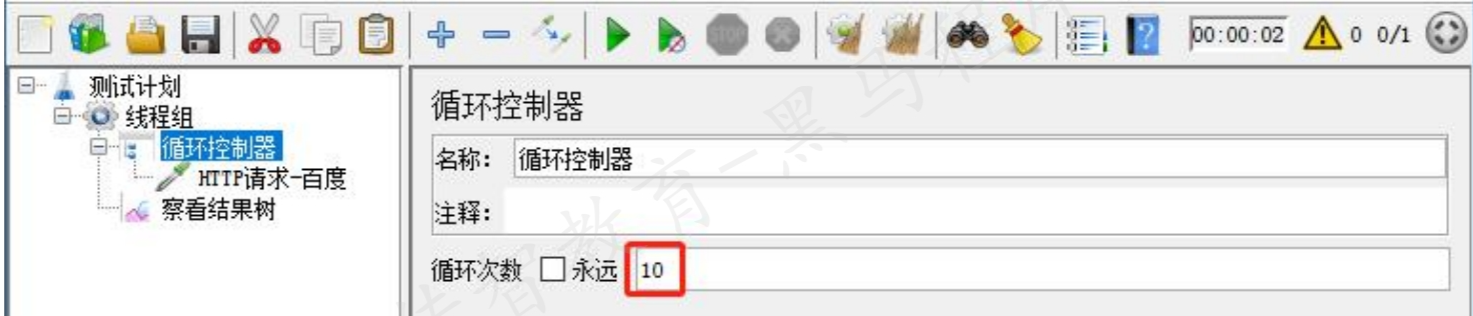 STOP
00:00:02
0 0/1
测试计划
线程组
循环控制器
HTTP请求-百度
察看结果树
循环控制器
名称: 循环控制器
注释:
循环次数 永远 10